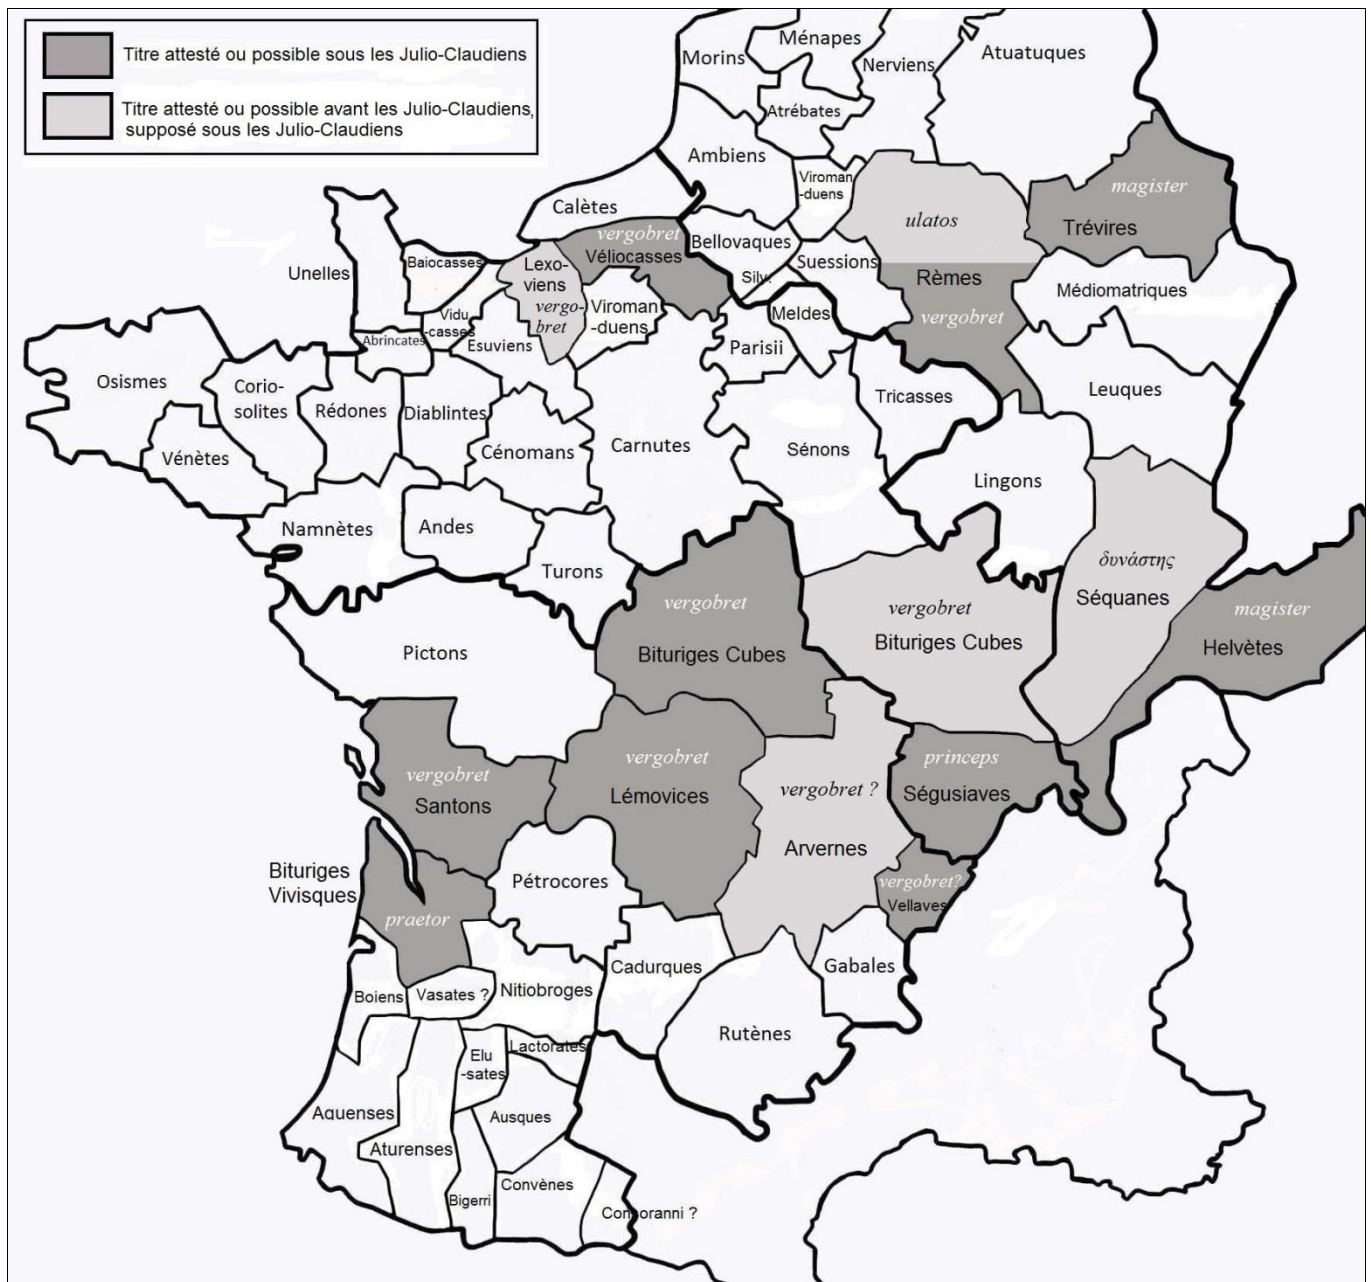 Titre attesté ou possible sous les Julio-Claudiens
Titre attesté ou possible avant les Julio-Claudiens,
supposé sous les Julio-Claudiens
Ménapes
Morins
Nerviens
Atuatuques
Atrébates
Ambiens
Viroman
-duens
magister
Trévires
ulatos
Calètes
vergobret
Véliocasses
Bellovaques
Suessions
Silv.
Rèmes
vergobret
Médiomatriques
Unelles
Baiocasses
Lexo-
viens
vergo-
bret
Viroman
-duens
Vidu
-casses
Abrincates
Esuviens
Meldes
Parisii
Tricasses
Leuques
Osismes
Corio-
solites
Rédones
Diablintes
Cénomans
Carnutes
Sénons
Vénètes
Lingons
Namnètes
Andes
Turons
δυνάστης
Séquanes
vergobret
Bituriges Cubes
vergobret
Bituriges Cubes
magister
Helvètes
Pictons
vergobret
Santons
vergobret
Lémovices
vergobret ?
Arvernes
princeps
Ségusiaves
Bituriges
Vivisques
Pétrocores
vergobret?
Vellaves
praetor
Cadurques
Gabales
Boiens
Vasates ?
Nitiobroges
Rutènes
Elu
-sates
Lactorates
Aquenses
Ausques
Aturenses
Convènes
Bigerri
Consoranni ?